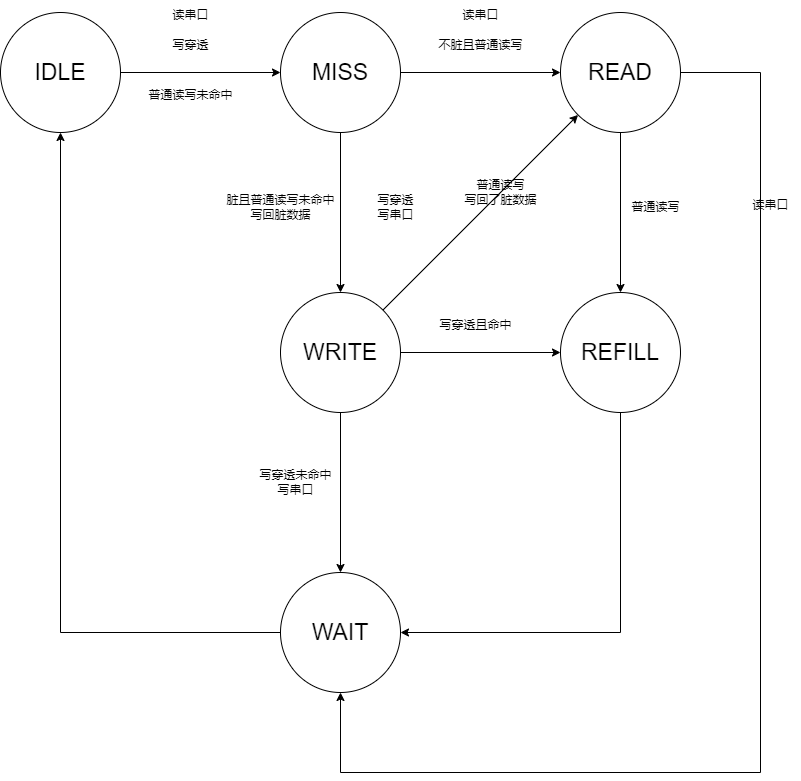 读串口
读串口
写穿透
不脏且普通读写
IDLE
MISS
READ
普通读写未命中
脏且普通读写未命中
写回脏数据
写穿透
写串口
普通读写
写回了脏数据
普通读写
读串口
写穿透且命中
WRITE
REFILL
写穿透未命中
写串口
WAIT